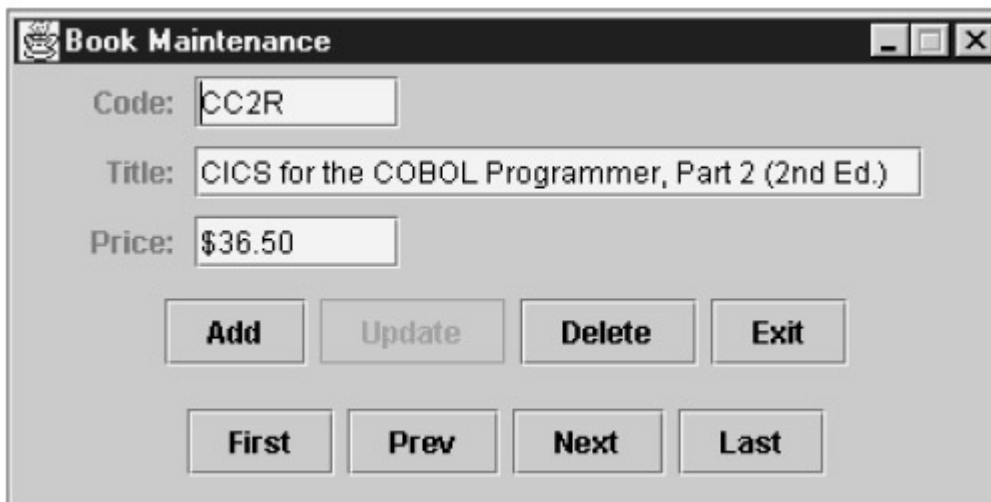 Book Maintenance
Code: CC2R
Title: CICS for the COBOL Programmer, Part 2 (2nd Ed.)
Price: $36.50
Add Update Delete Exit
First Prev Next Last